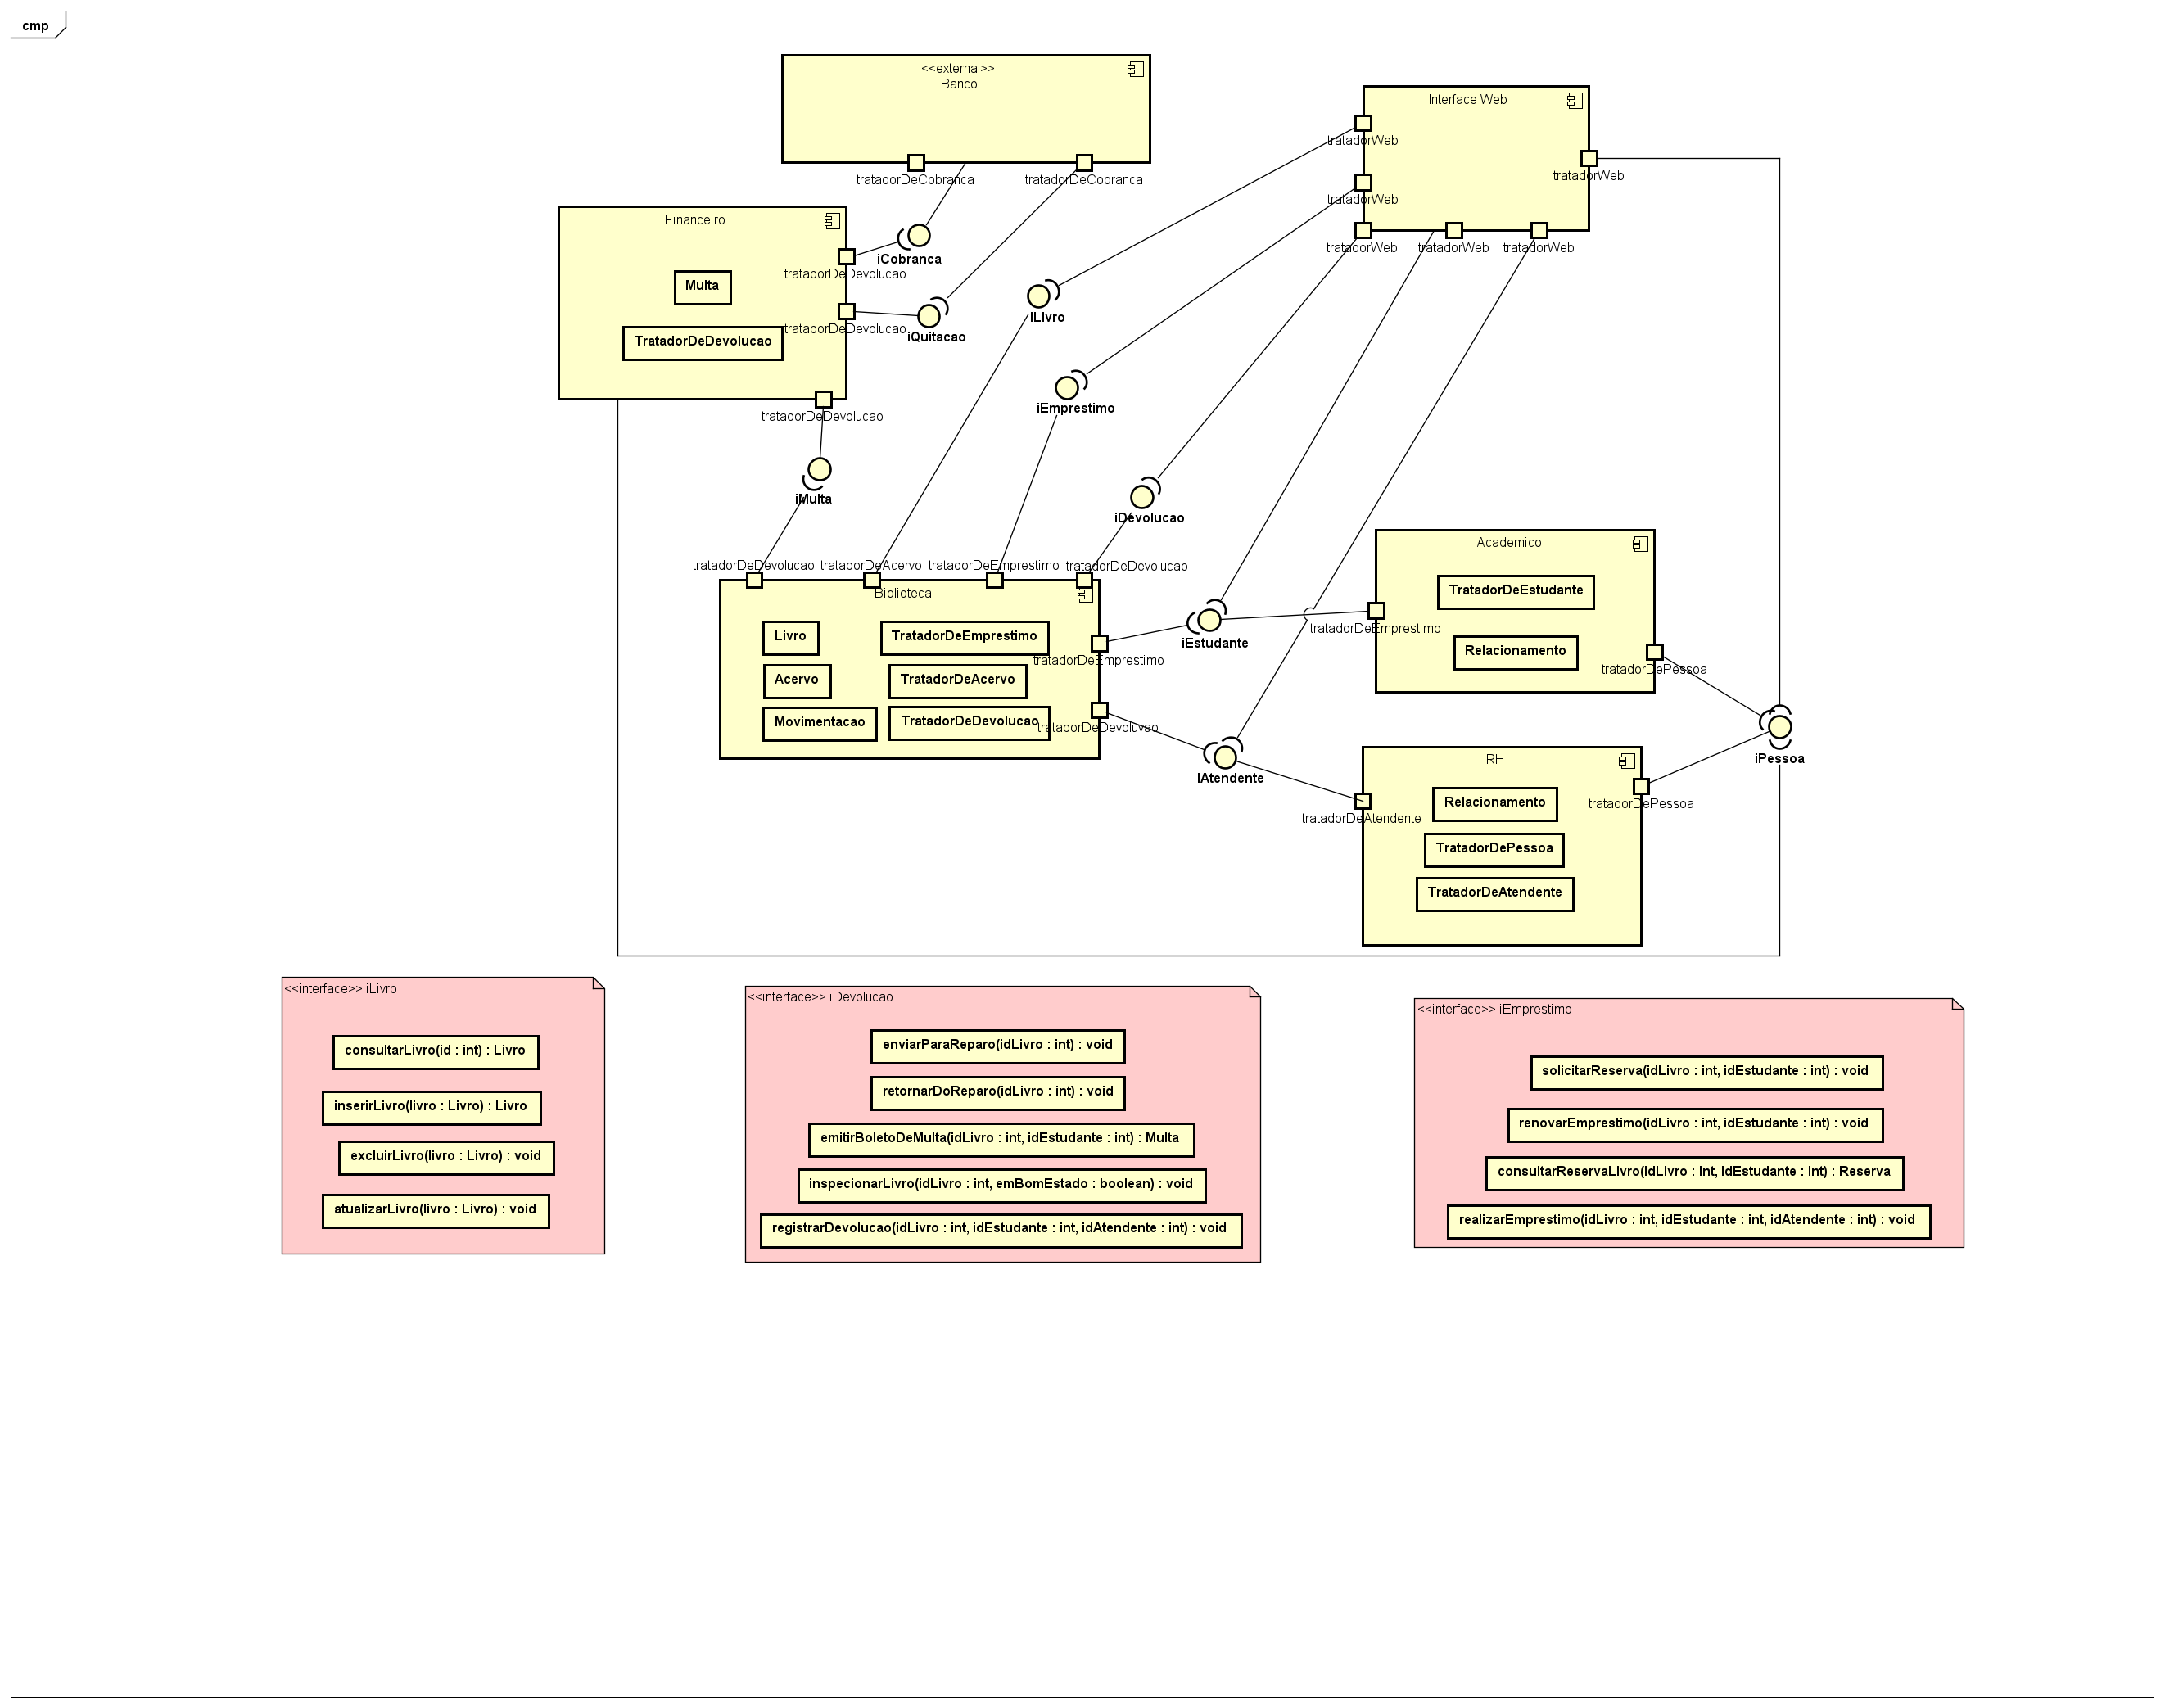 cmp
<<external>>
Banco
tratadorDeCobranca
tratadorDeCobranca
Interface Web
tratadorWeb
tratadorWeb
tratadorWeb
tratadorWeb
tratadorWeb
tratadorWeb
Financeiro
Multa
TratadorDeDevolucao
tratadorDeDevolucao
tratadorDeDevolucao
tratadorDeDevolucao
iCobranca
iQuitacao
iLivro
iEmprestimo
iMulta
iDevolucao
tratadorDeDevolucao
tratadorDeAcervo
tratadorDeEmprestimo
tratadorDeDevolucao
Biblioteca
Livro
TratadorDeEmprestimo
Acervo
TratadorDeAcervo
Movimentacao
TratadorDeDevolucao
tratadorDeEmprestimo
tratadorDeDevoluvao
iEstudante
iAtendente
Academico
TratadorDeEstudante
Relacionamento
tratadorDeEmprestimo
tratadorDePessoa
iPessoa
RH
Relacionamento
TratadorDePessoa
TratadorDeAtendente
tratadorDeAtendente
tratadorDePessoa
<<interface>> iLivro
consultarLivro(id : int) : Livro
inserirLivro(livro : Livro) : Livro
excluirLivro(livro : Livro) : void
atualizarLivro(livro : Livro) : void
<<interface>> iDevolucao
enviarParaReparo(idLivro : int) : void
retornarDoReparo(idLivro : int) : void
emitirBoletoDeMulta(idLivro : int, idEstudante : int) : Multa
inspecionarLivro(idLivro : int, emBomEstado : boolean) : void
registrarDevolucao(idLivro : int, idEstudante : int, idAtendente : int) : void
<<interface>> iEmprestimo
solicitarReserva(idLivro : int, idEstudante : int) : void
renovarEmprestimo(idLivro : int, idEstudante : int) : void
consultarReservaLivro(idLivro : int, idEstudante : int) : Reserva
realizarEmprestimo(idLivro : int, idEstudante : int, idAtendente : int) : void